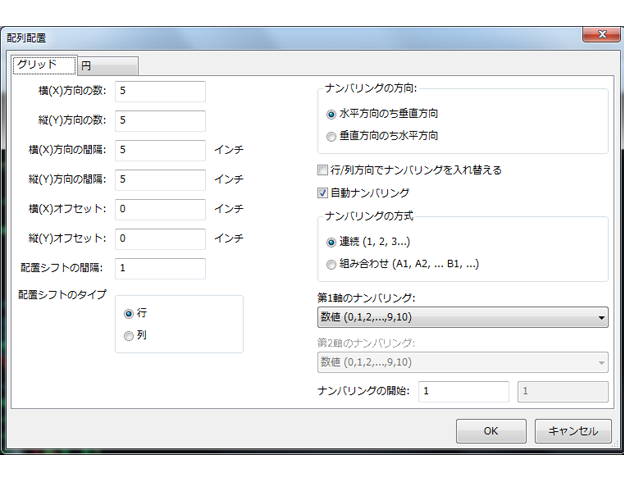 配列配置
グリッド
円
横(X)方向の数: 5
縦(Y)方向の数: 5
横(X)方向の間隔: 5 インチ
縦(Y)方向の間隔: 5 インチ
横(X)オフセット: 0 インチ
縦(Y)オフセット: 0 インチ
配置シフトの間隔: 1
配置シフトのタイプ
行
列
ナンバリングの方向:
水平方向のち垂直方向
垂直方向のち水平方向
行/列方向でナンバリングを入れ替える
自動ナンバリング
ナンバリングの方式
連続 (1, 2, 3...)
組み合わせ (A1, A2, ... B1, ...)
第1軸のナンバリング:
数値 (0,1,2,...,9,10)
第2軸のナンバリング:
数値 (0,1,2,...,9,10)
ナンバリングの開始: 1 1
OK
キャンセル